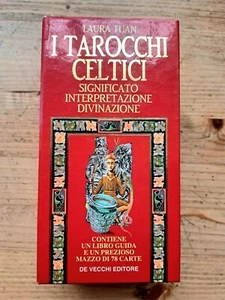 LAURA TUAN
I TAROCCHI
CELTICI
SIGNIFICATO
INTERPRETAZIONE
DIVINAZIONE
CONTIENE
UN LIBRO GUIDA
E UN PREZIOSO
MAZZO DI 78 CARTE
DE VECCHI EDITORE